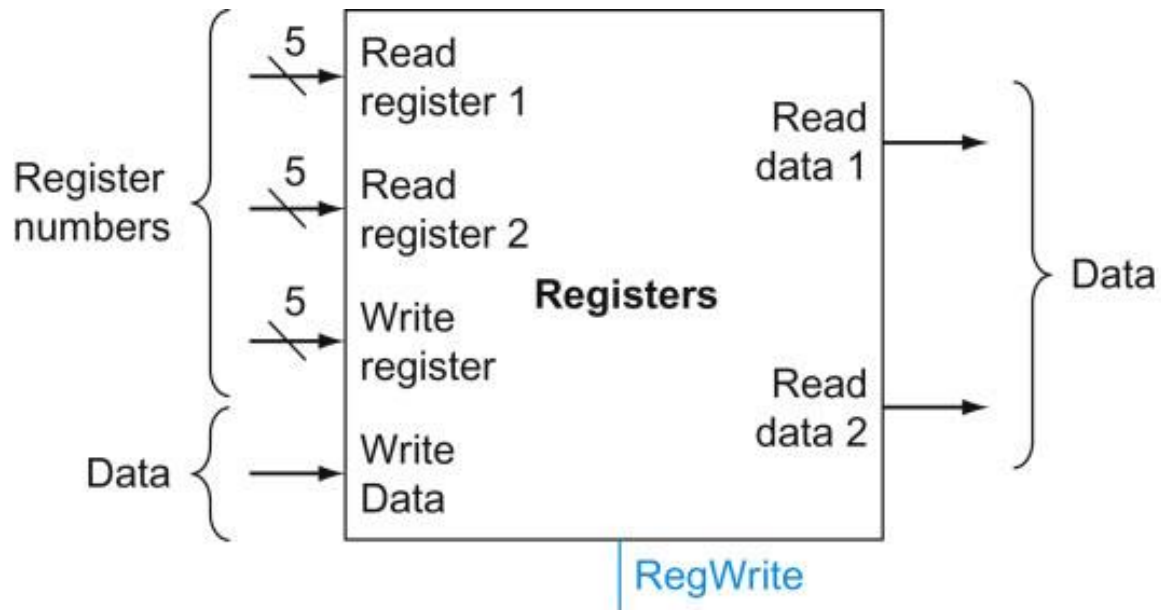 5
Read
register 1
5
Read
register 2
5
Write
register
Write
Data
Register
numbers
Data
Registers
Read
data 1
Read
data 2
Data
RegWrite